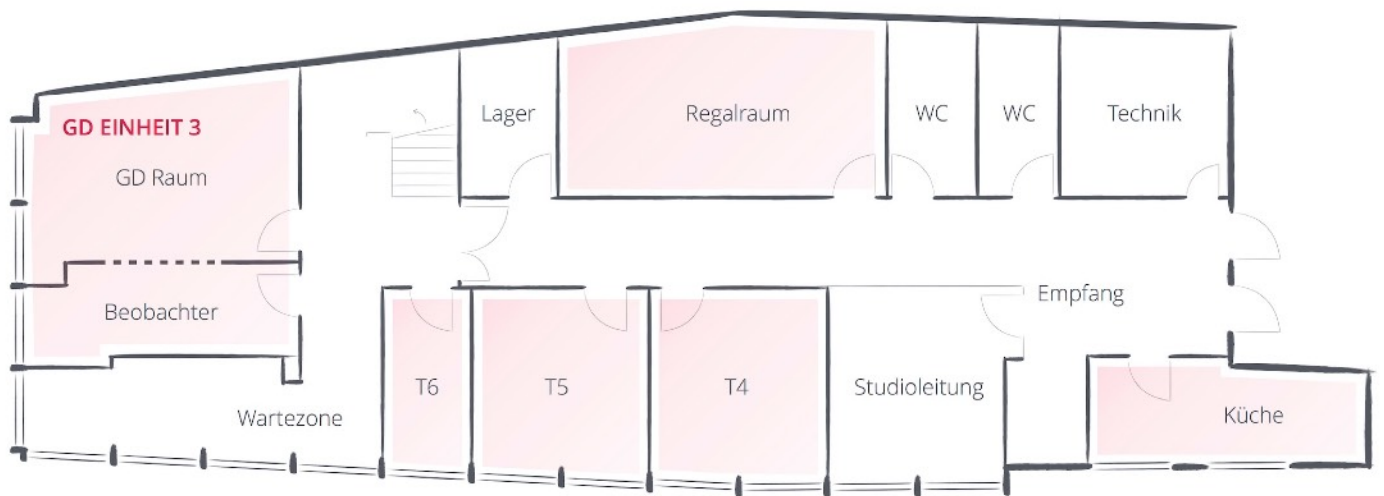 GD EINHEIT 3
GD Raum
Beobachter
Wartezone
Lager
Regalraum
WC
WC
Technik
Empfang
T6
T5
T4
Studioleitung
Küche